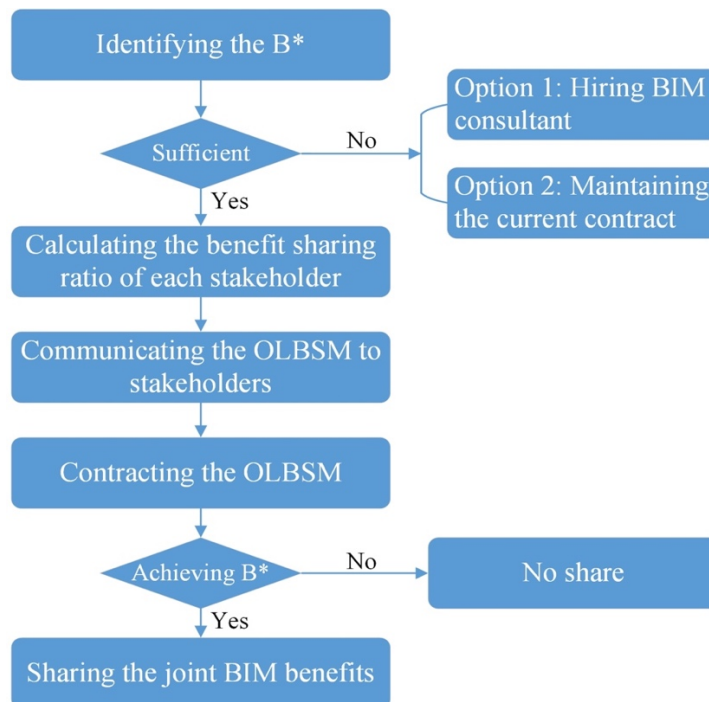 Identifying the B*
Option 1: Hiring BIM
consultant
Sufficient
No
Option 2: Maintaining
the current contract
Yes
Calculating the benefit sharing
ratio of each stakeholder
Communicating the OLBSM to
stakeholders
Contracting the OLBSM
Achieving B*
No
No share
Yes
Sharing the joint BIM benefits